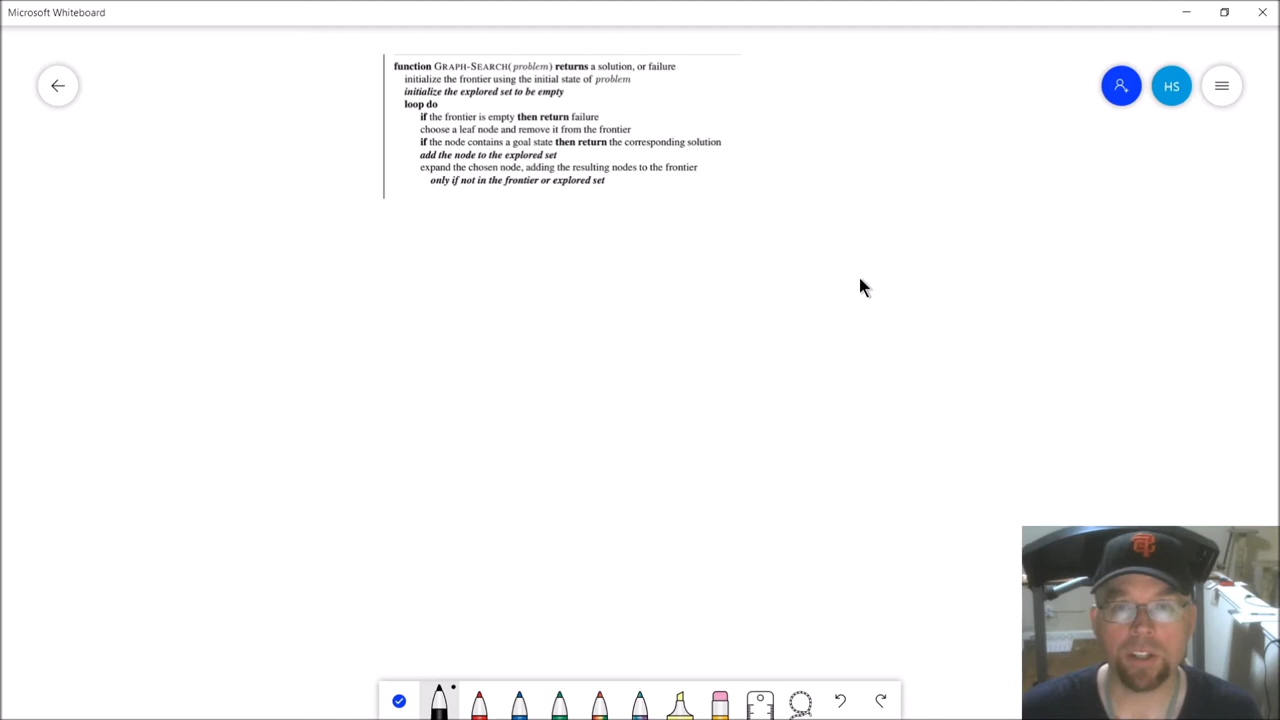 Microsoft Whiteboard
function GRAPH-SEARCH(problem) returns a solution, or failure
initialize the frontier using the initial state of problem
initialize the explored set to be empty
loop do
if the frontier is empty then return failure
choose a leaf node and remove it from the frontier
if the node contains a goal state then return the corresponding solution
add the node to the explored set
expand the chosen node, adding the resulting nodes to the frontier
only if not in the frontier or explored set
HS